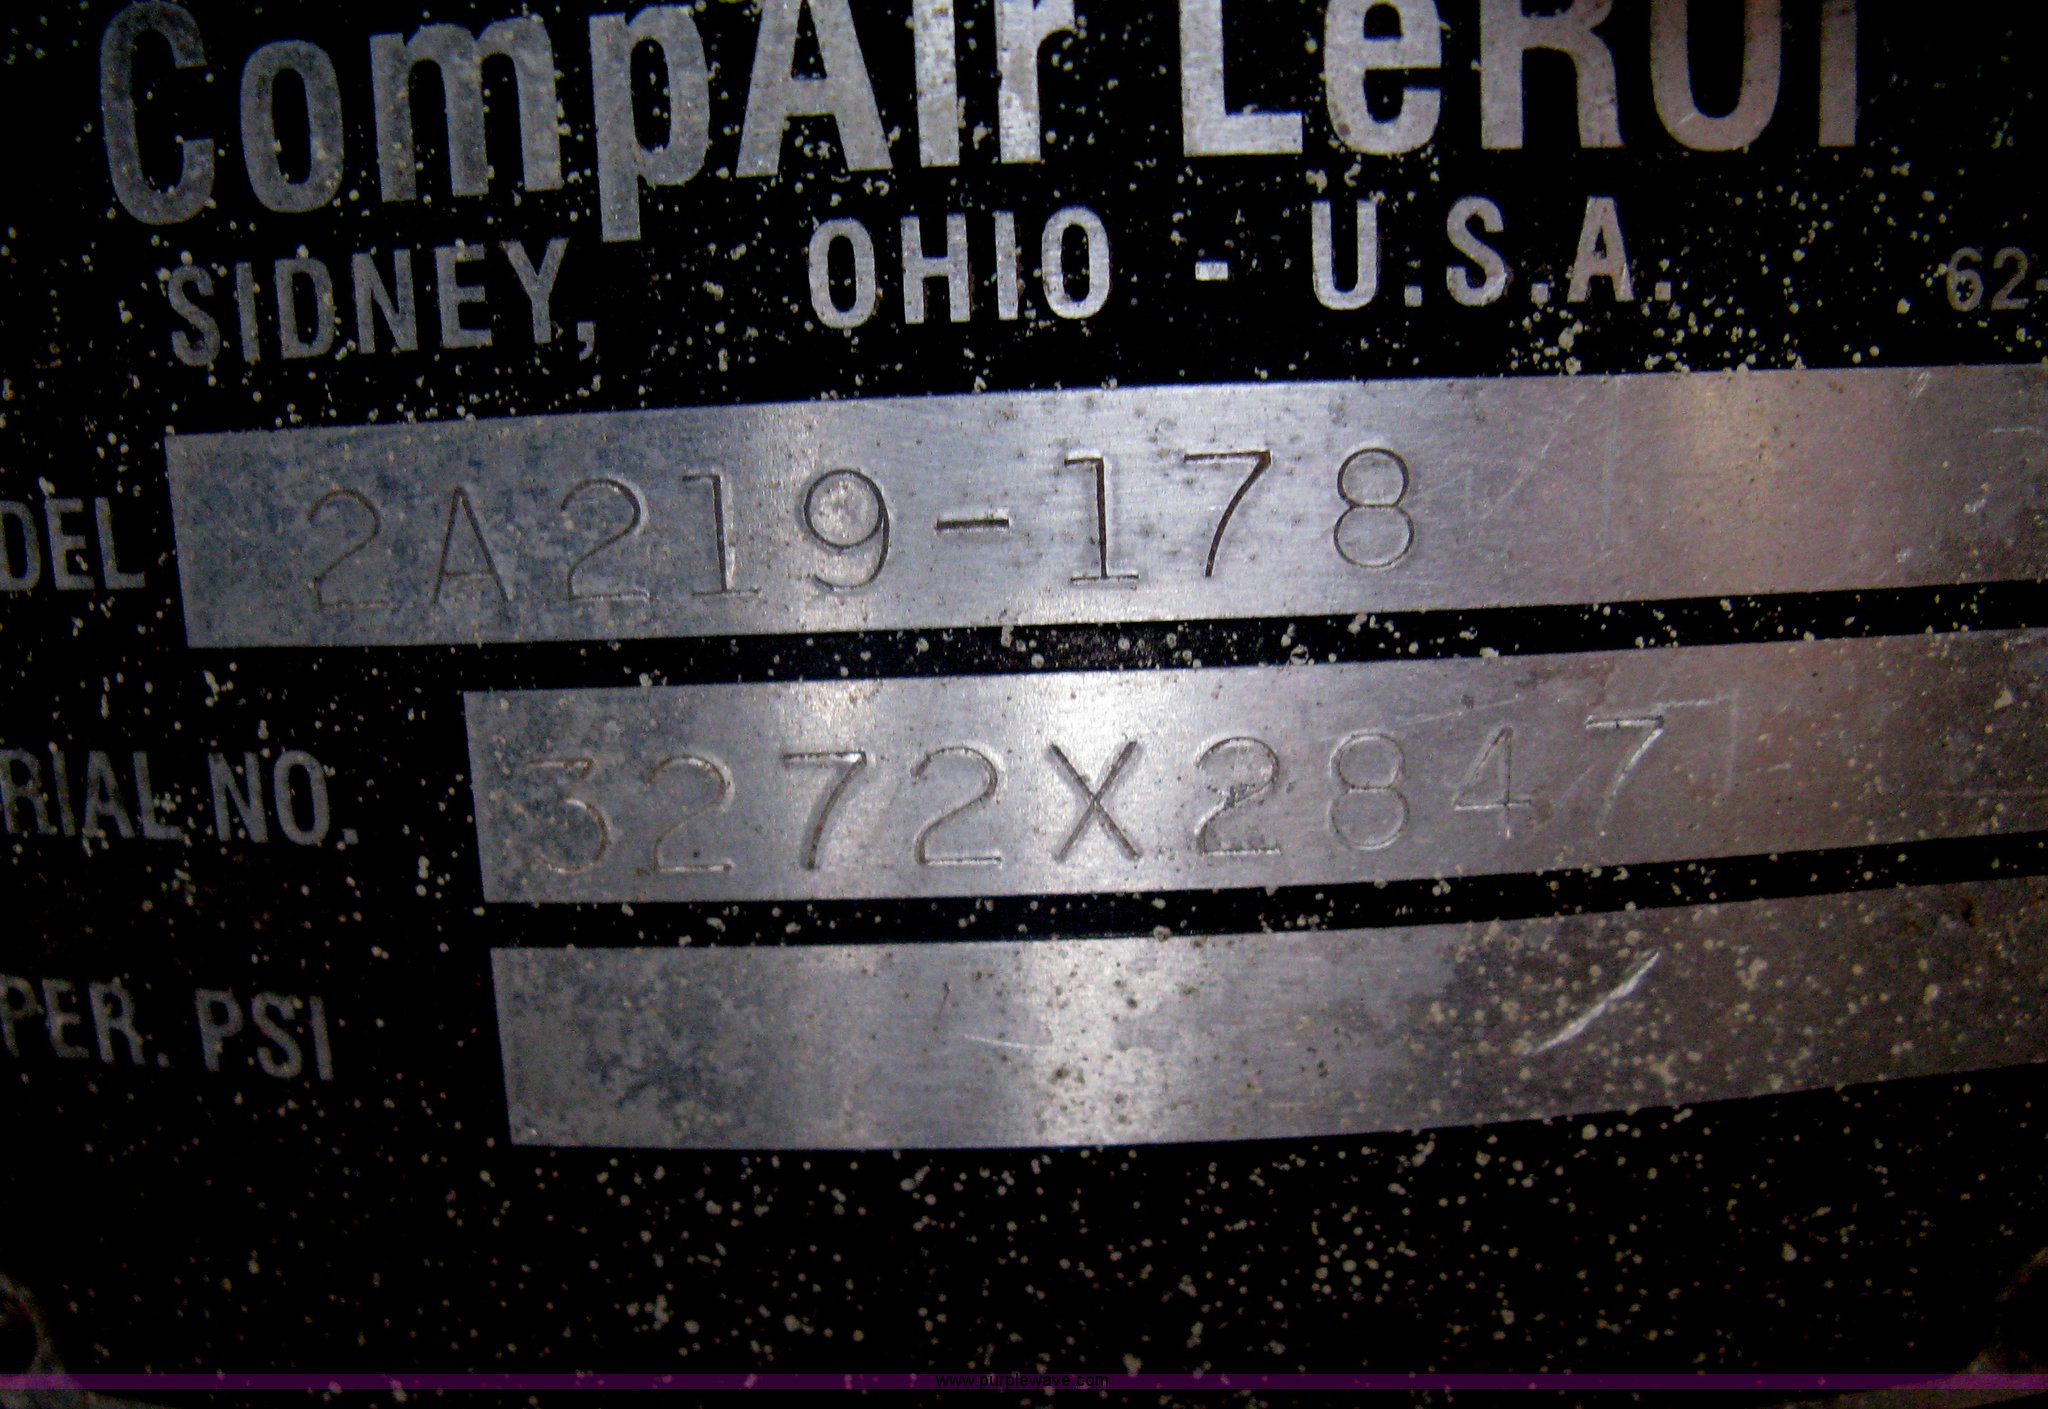 CompAir LeROI
SIDNEY, OHIO - U.S.A. 62-
DEL 2A219-178
RIAL NO. 3272X2847
PER. PSI
www.purplewave.com